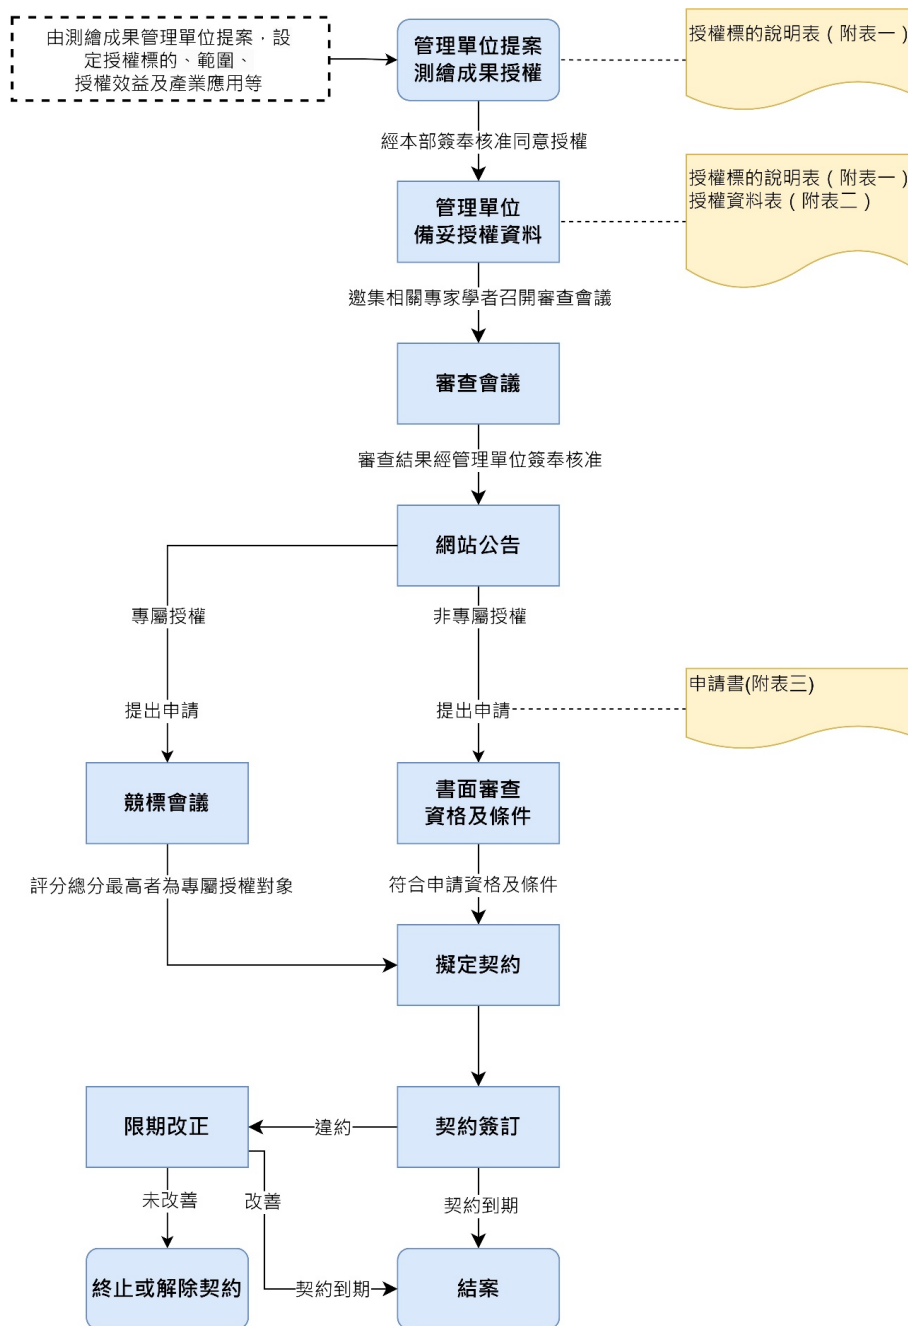 由測繪成果管理單位提案，設
定授權標的、範圍、
授權效益及產業應用等
管理單位提案
測繪成果授權
授權標的說明表（附表一）
經本部簽奉核准同意授權
授權標的說明表（附表一）
授權資料表（附表二）
管理單位
備妥授權資料
邀集相關專家學者召開審查會議
審查會議
審查結果經管理單位簽奉核准
網站公告
專屬授權
非專屬授權
申請書(附表三)
提出申請
提出申請
競標會議
書面審查
資格及條件
評分總分最高者為專屬授權對象
符合申請資格及條件
擬定契約
限期改正
違約
契約簽訂
未改善
改善
契約到期
終止或解除契約
契約到期
結案